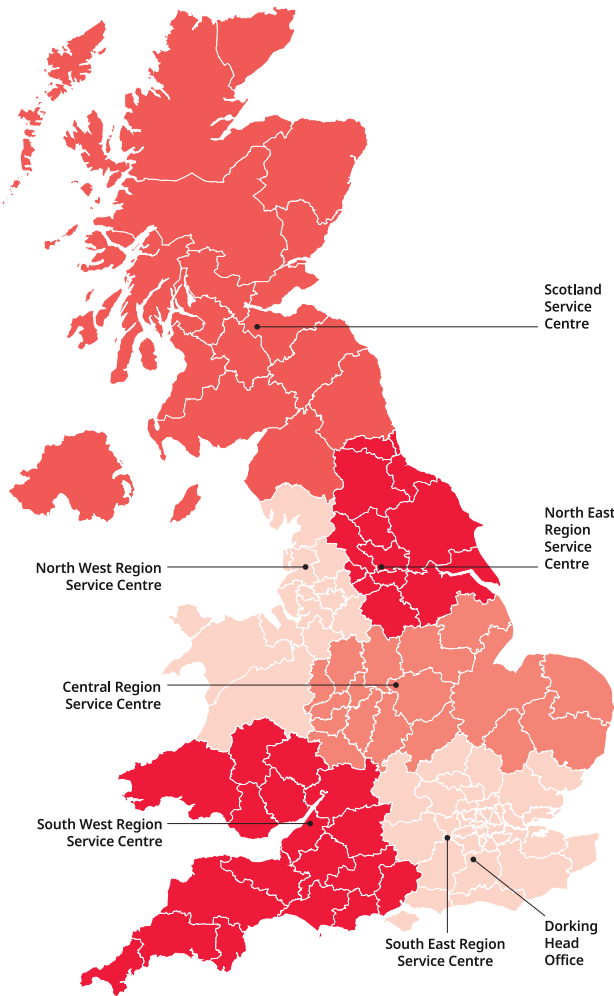 Scotland
Service
Centre
North East
Region
Service
Centre
North West Region
Service Centre
Central Region
Service Centre
South West Region
Service Centre
South East Region
Service Centre
Dorking
Head
Office